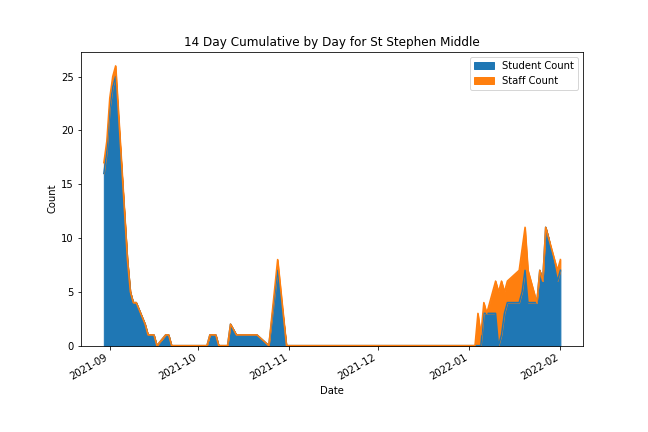 14 Day Cumulative by Day for St Stephen Middle
Student Count
Staff Count
25
20
15
10
5
0
Count
2021-09
2021-10
2021-11
2021-12
2022-01
2022-02
Date